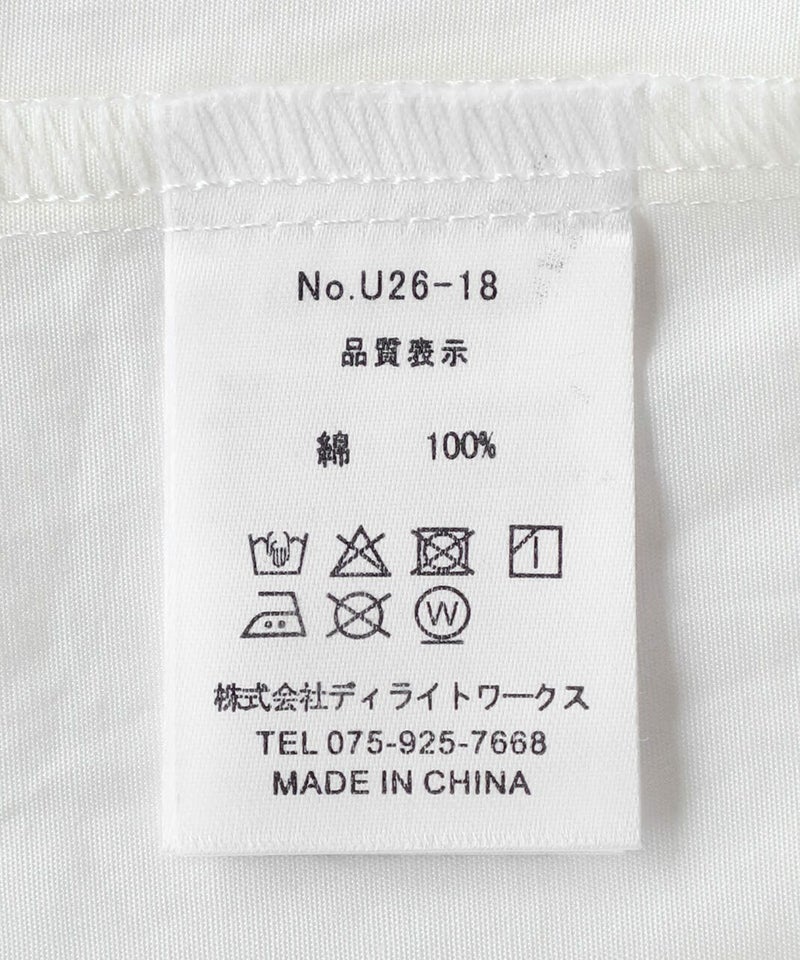 No.U26-18
品質表示
綿 100%
W
株式会社ディライトワークス
TEL 075-925-7668
MADE IN CHINA